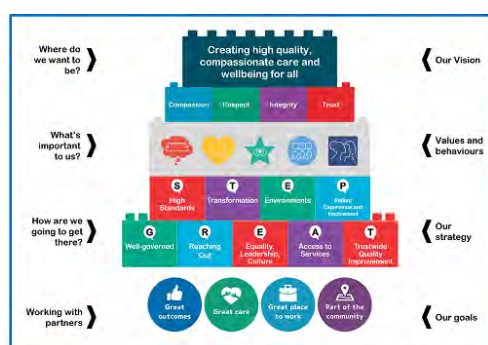 Where do
we want to
be?
Creating high quality,
compassionate care and
wellbeing for all
Our Vision
Compassion
Respect
Integrity
Trust
What's
important
to us?
Values and
behaviours
S
T
E
P
High
Standards
Transformation
Environments
Patient
Experience and
Involvement
How are we
going to get
there?
G
R
E
A
T
Well-governed
Reaching
Out
Equality,
Leadership,
Culture
Access to
Services
Trustwide
Quality
Improvement
Our
strategy
Working with
partners
Great
outcomes
Great care
Great place
to work
Part of the
community
Our goals